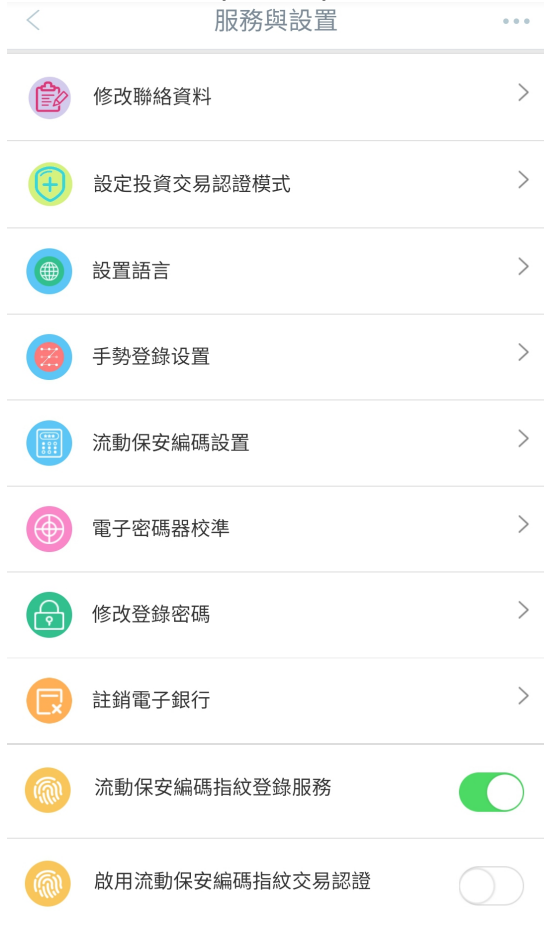 服務與設置
修改聯絡資料
設定投資交易認證模式
設置語言
手勢登錄设置
流動保安編碼設置
電子密碼器校準
修改登錄密碼
註銷電子銀行
流動保安編碼指紋登錄服務
啟用流動保安編碼指紋交易認證